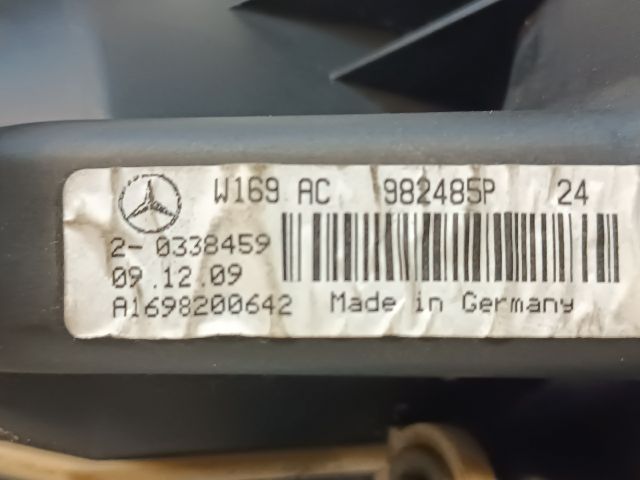 W169 AC 982485P 24
2- 0338459
09.12.09
A1698200642 Made in Germany